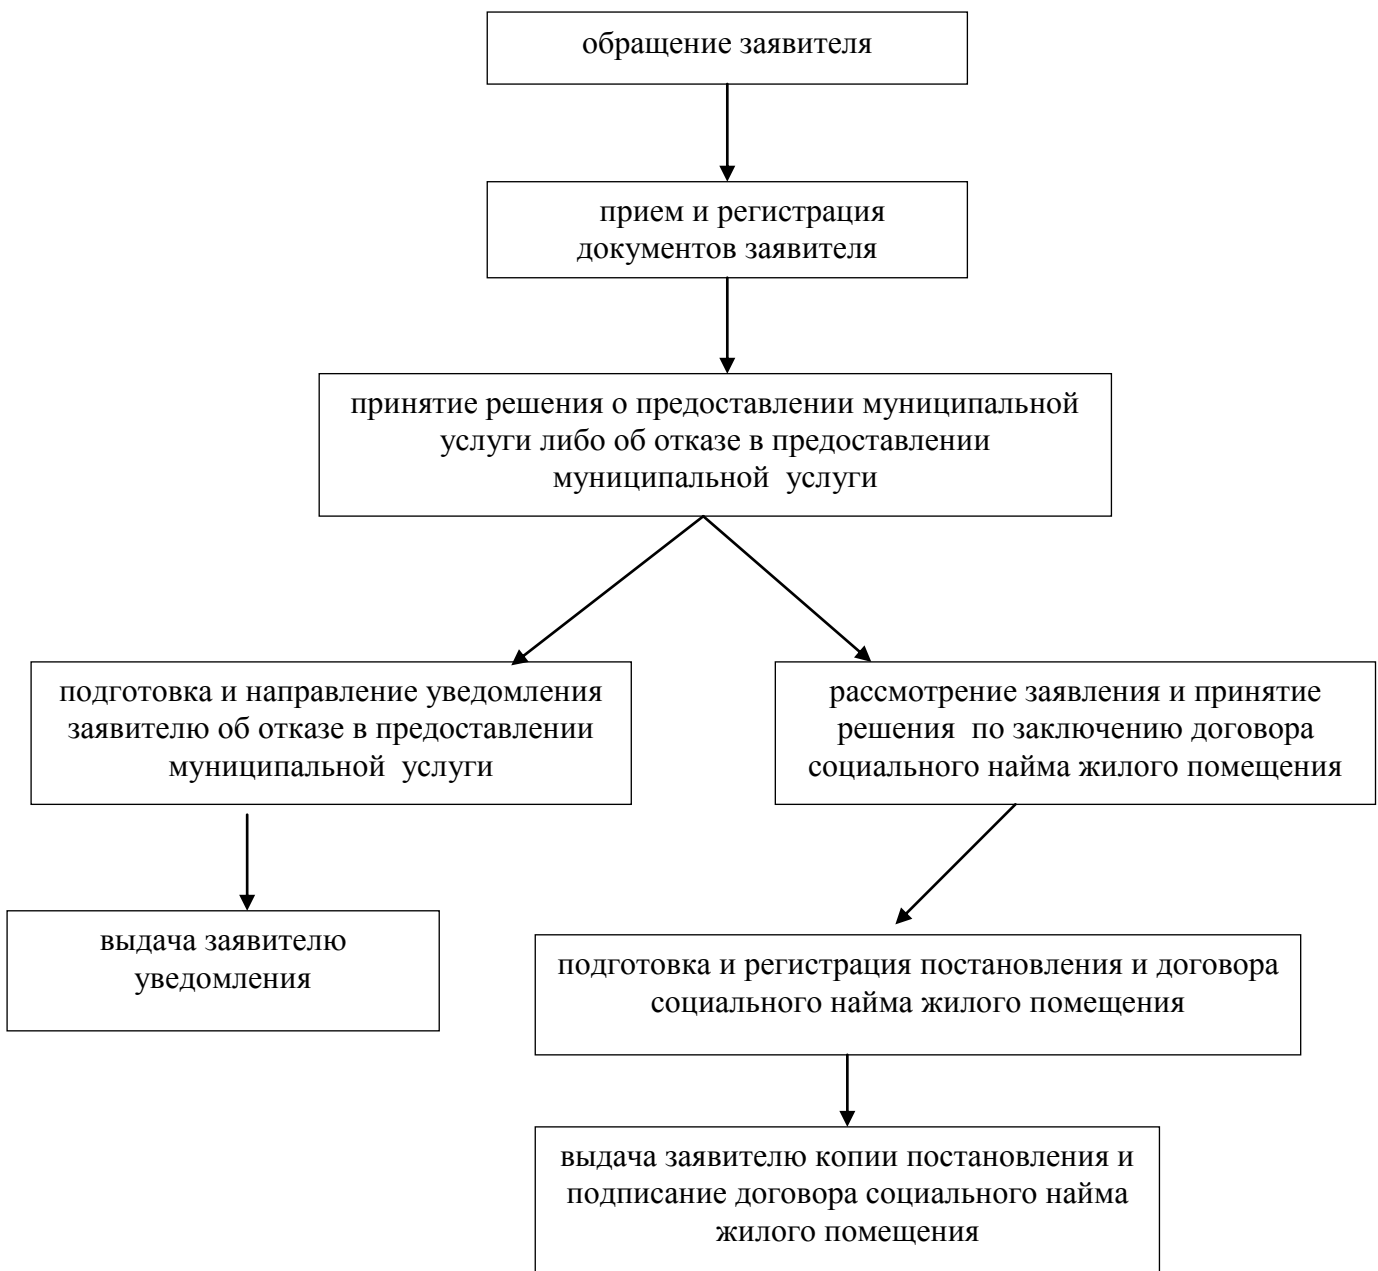 обращение заявителя
прием и регистрация
документов заявителя
принятие решения о предоставлении муниципальной
услуги либо об отказе в предоставлении
муниципальной услуги
подготовка и направление уведомления
заявителю об отказе в предоставлении
муниципальной услуги
рассмотрение заявления и принятие
решения по заключению договора
социального найма жилого помещения
выдача заявителю
уведомления
подготовка и регистрация постановления и договора
социального найма жилого помещения
выдача заявителю копии постановления и
подписание договора социального найма
жилого помещения